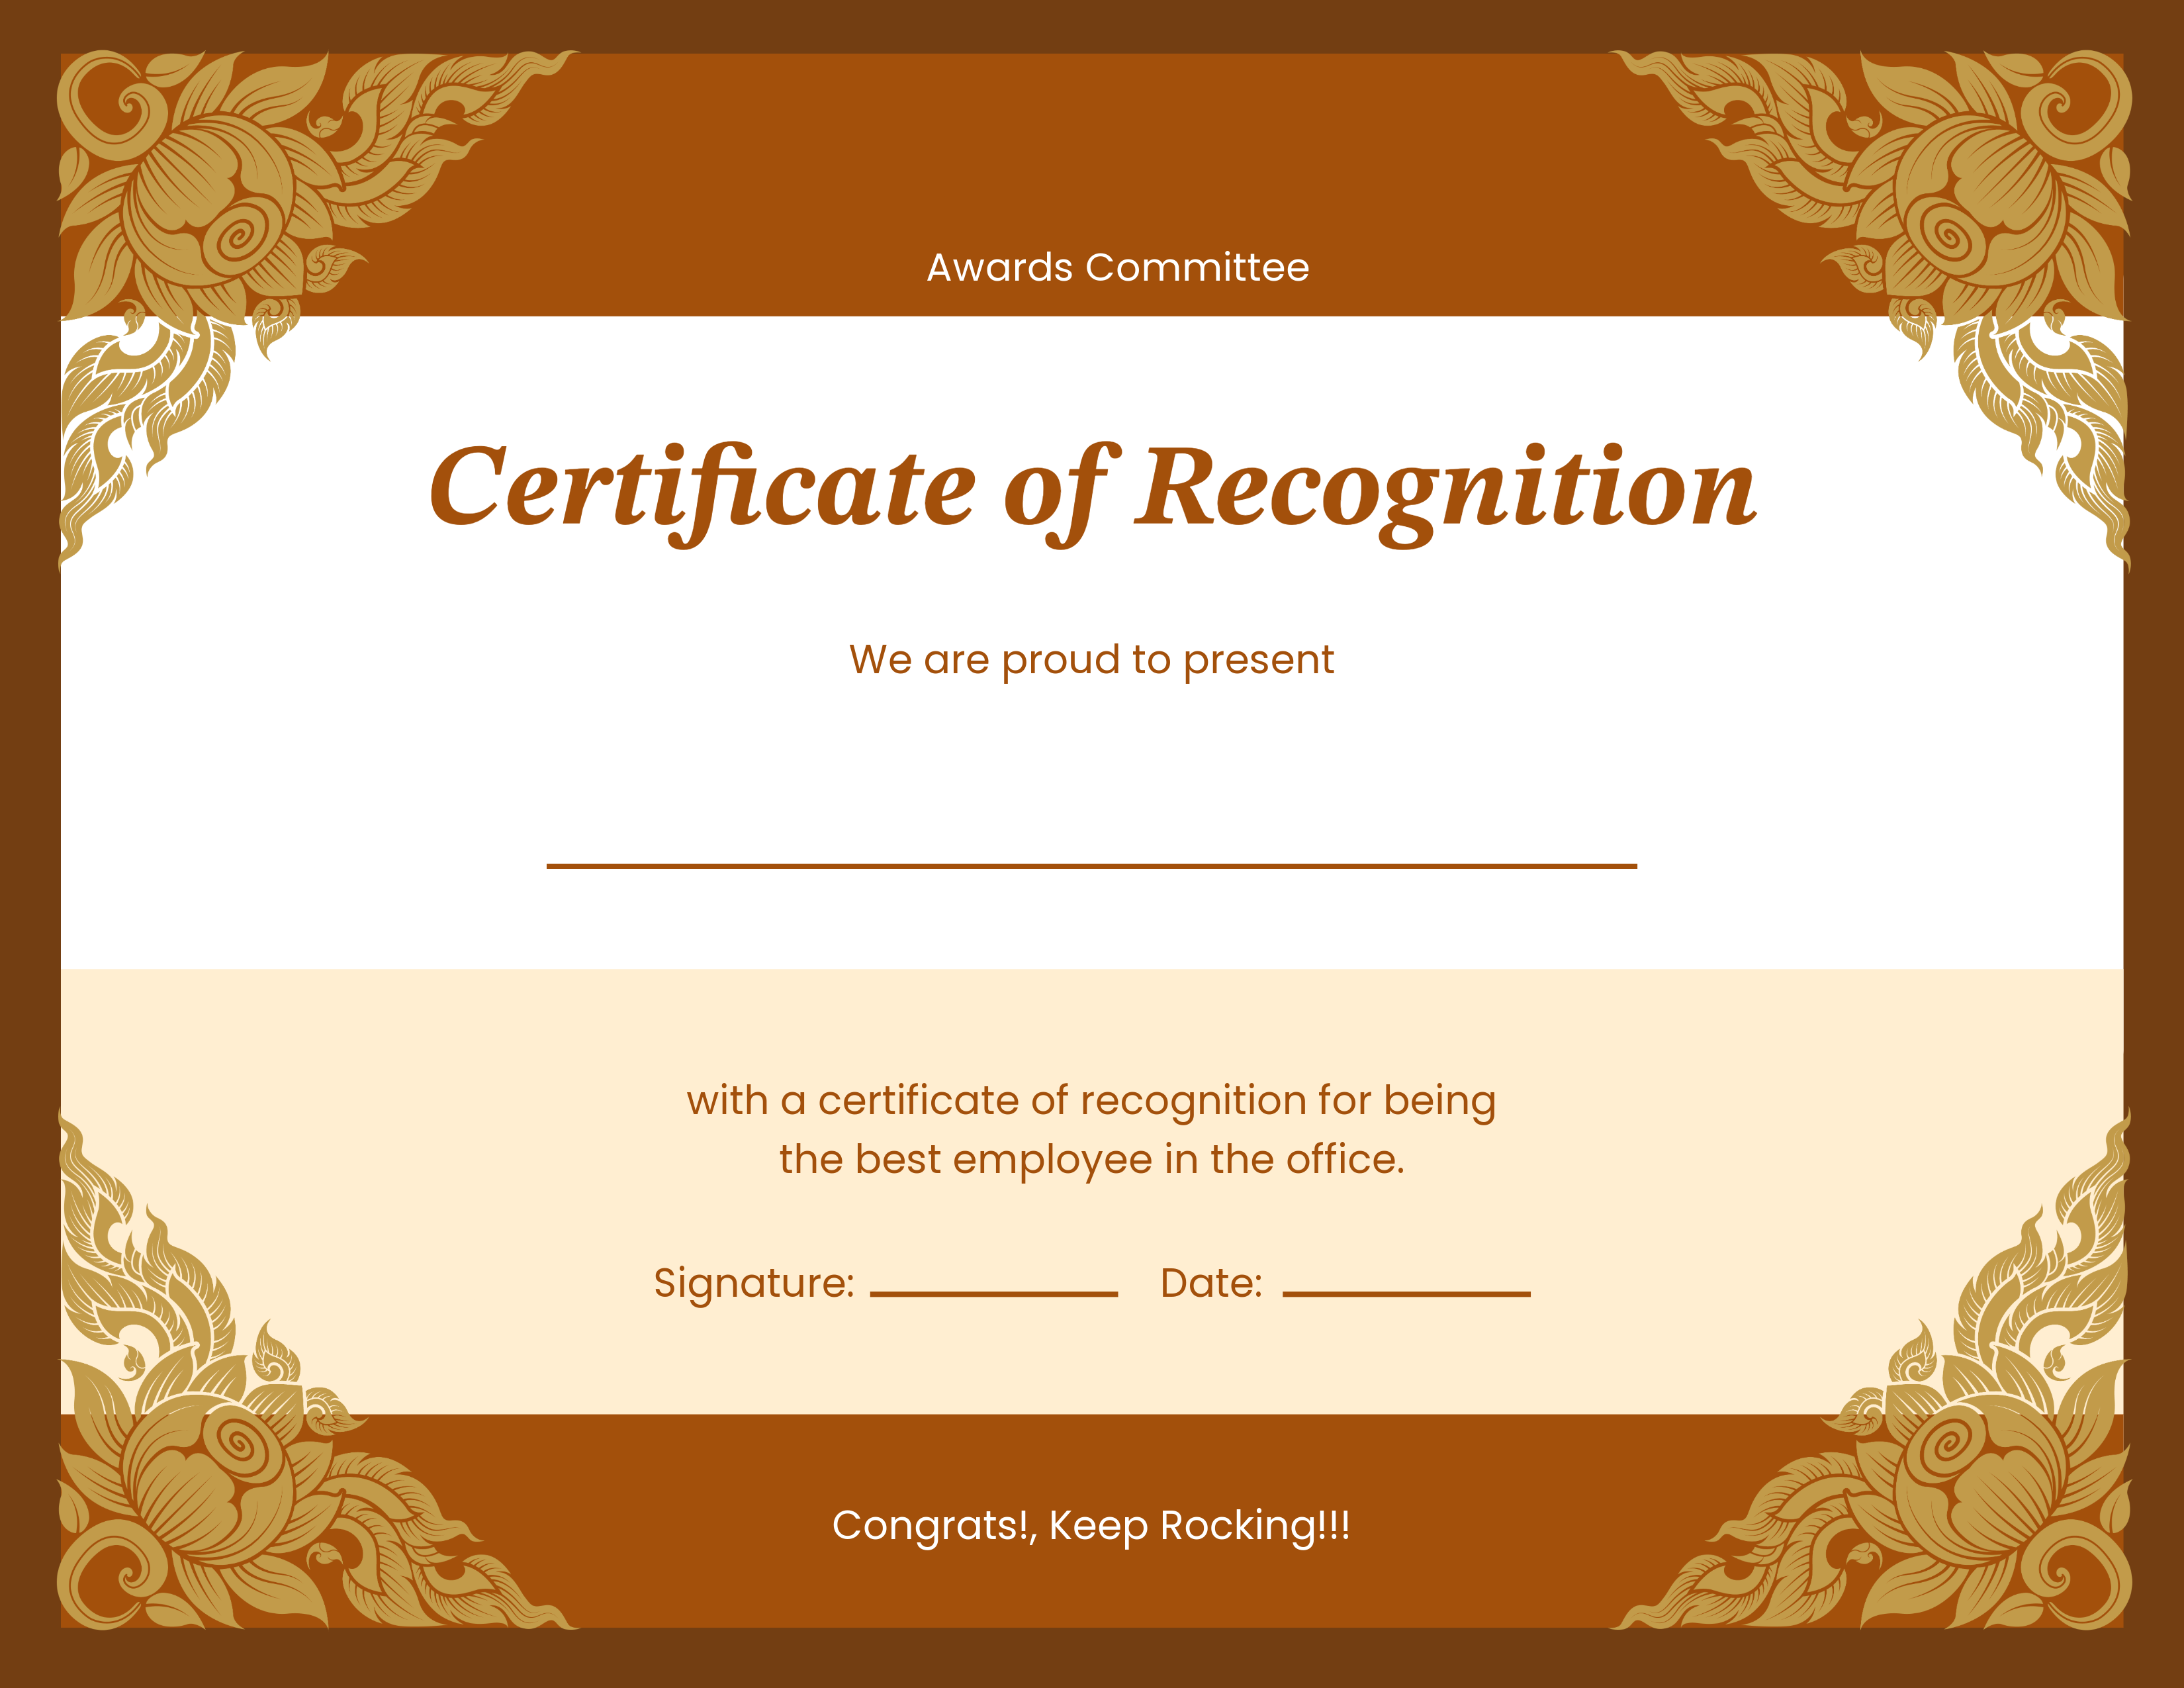 Awards Committee
Certificate of Recognition
We are proud to present
with a certificate of recognition for being
the best employee in the office.
Signature: Date:
Congrats!, Keep Rocking!!!